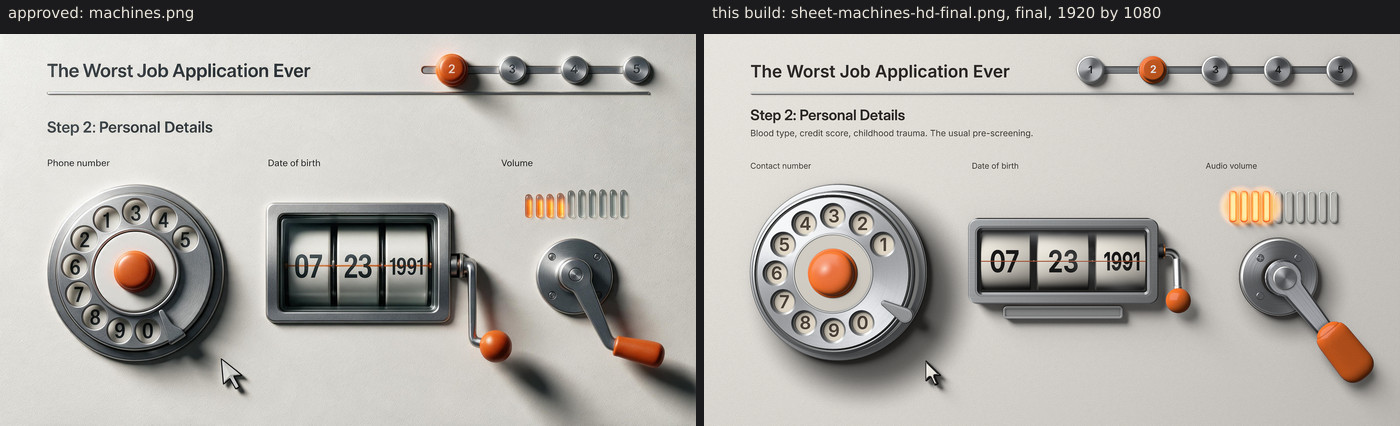 approved: machines.png
The Worst Job Application Ever
2 3 4 5
Step 2: Personal Details
Phone number
Date of birth
Volume
1 2 3 4 5 6 7 8 9 0
07 23 1991
this build: sheet-machines-hd-final.png, final, 1920 by 1080
The Worst Job Application Ever
1 2 3 4 5
Step 2: Personal Details
Blood type, credit score, childhood trauma. The usual pre-screening.
Contact number
Date of birth
Audio volume
1 2 3 4 5 6 7 8 9 0
07 23 1991